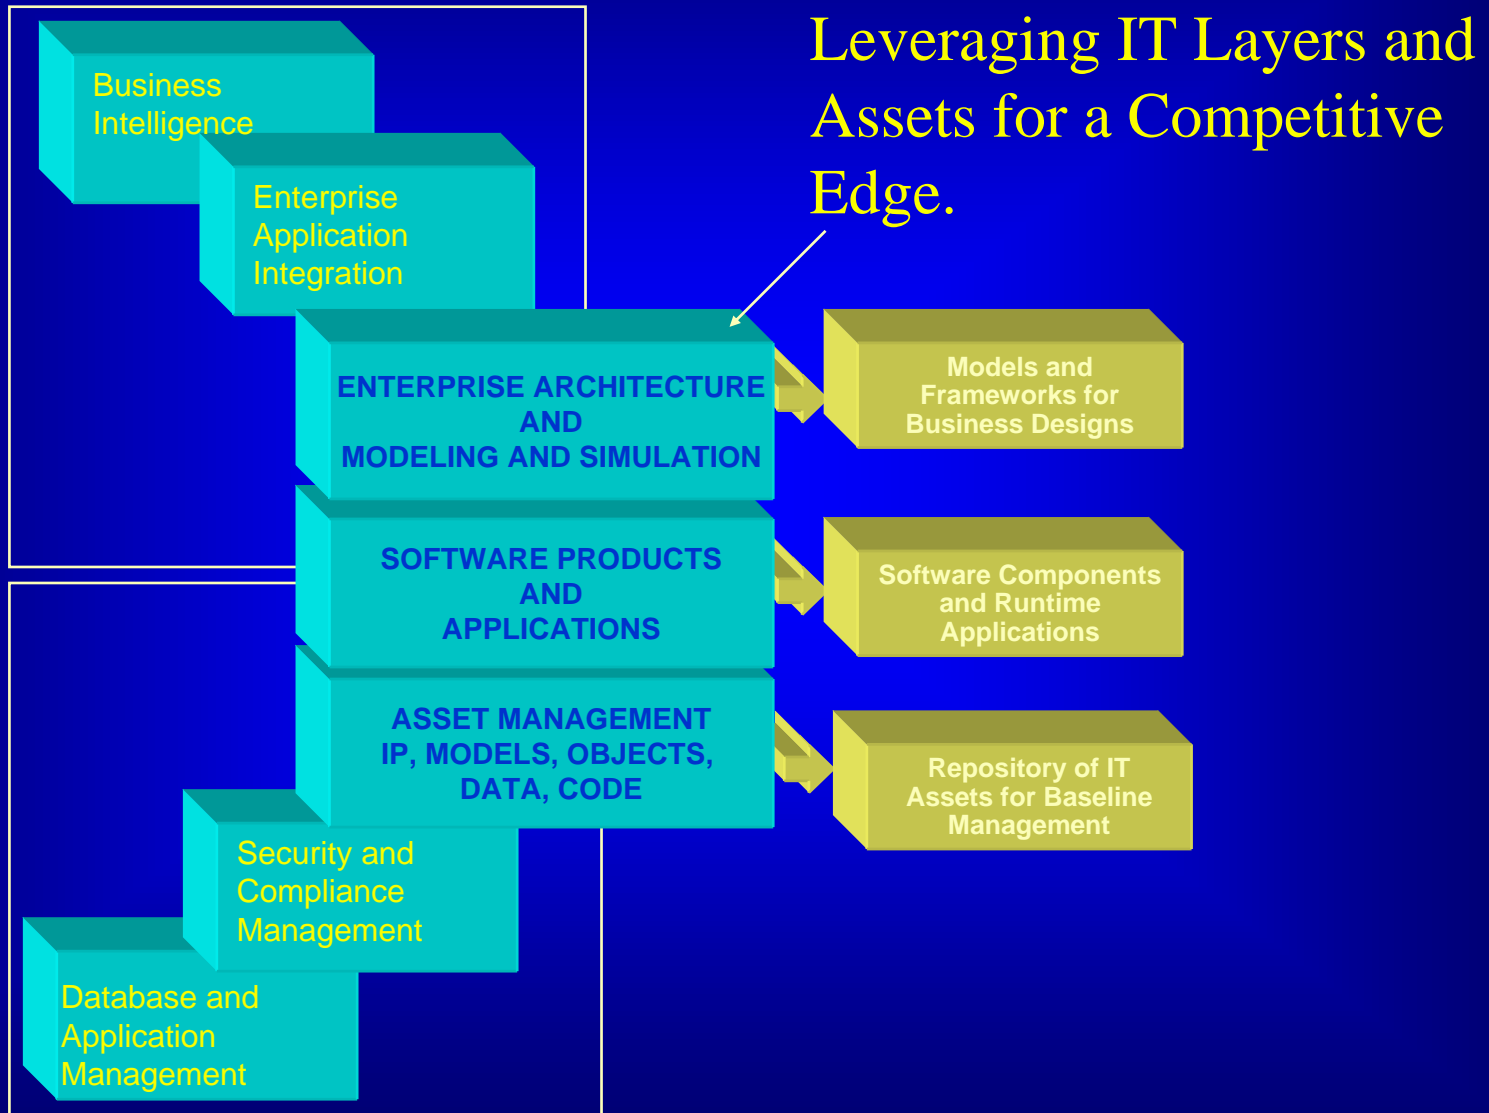 Leveraging IT Layers and
Assets for a Competitive
Edge.
Business
Intelligence
Enterprise
Application
Integration
ENTERPRISE ARCHITECTURE
AND
MODELING AND SIMULATION
Models and
Frameworks for
Business Designs
SOFTWARE PRODUCTS
AND
APPLICATIONS
Software Components
and Runtime
Applications
ASSET MANAGEMENT
IP, MODELS, OBJECTS,
DATA, CODE
Repository of IT
Assets for Baseline
Management
Security and
Compliance
Management
Database and
Application
Management